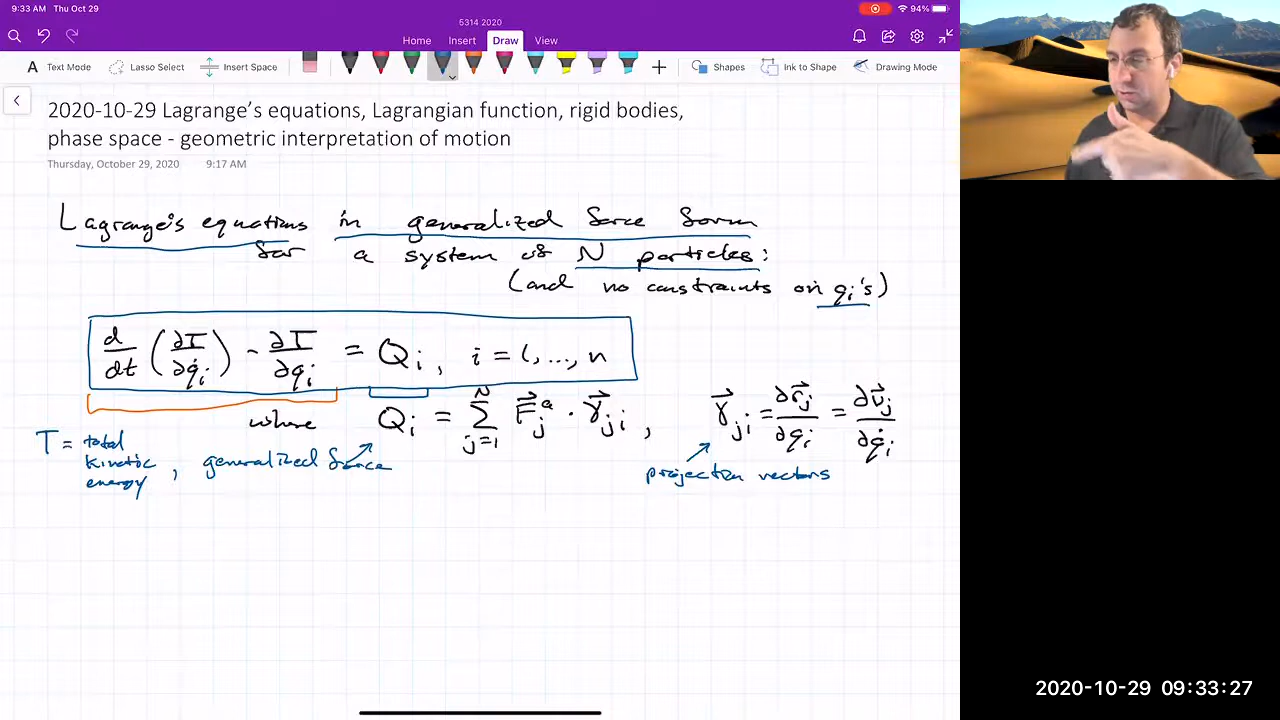 9:33 AM Thu Oct 29
94%
5314 2020
Home Insert Draw View
A Text Mode Lasso Select Insert Space Shapes Ink to Shape Drawing Mode
2020-10-29 Lagrange's equations, Lagrangian function, rigid bodies,
phase space - geometric interpretation of motion
Thursday, October 29, 2020 9:17 AM
Lagrange's equations in generalized force form
for a system of N particles:
(and no constraints on qᵢ's)
d/dt (∂T/∂q̇ᵢ) - ∂T/∂qᵢ = Qᵢ, i = 1, ..., n
where Qᵢ = Σ_{j=1}^{N} F⃗ⱼᵃ · γ⃗ⱼᵢ, γ⃗ⱼᵢ = ∂r⃗ⱼ/∂qᵢ = ∂v⃗ⱼ/∂q̇ᵢ
T = total kinetic energy, generalized force
projection vectors
2020-10-29 09:33:27